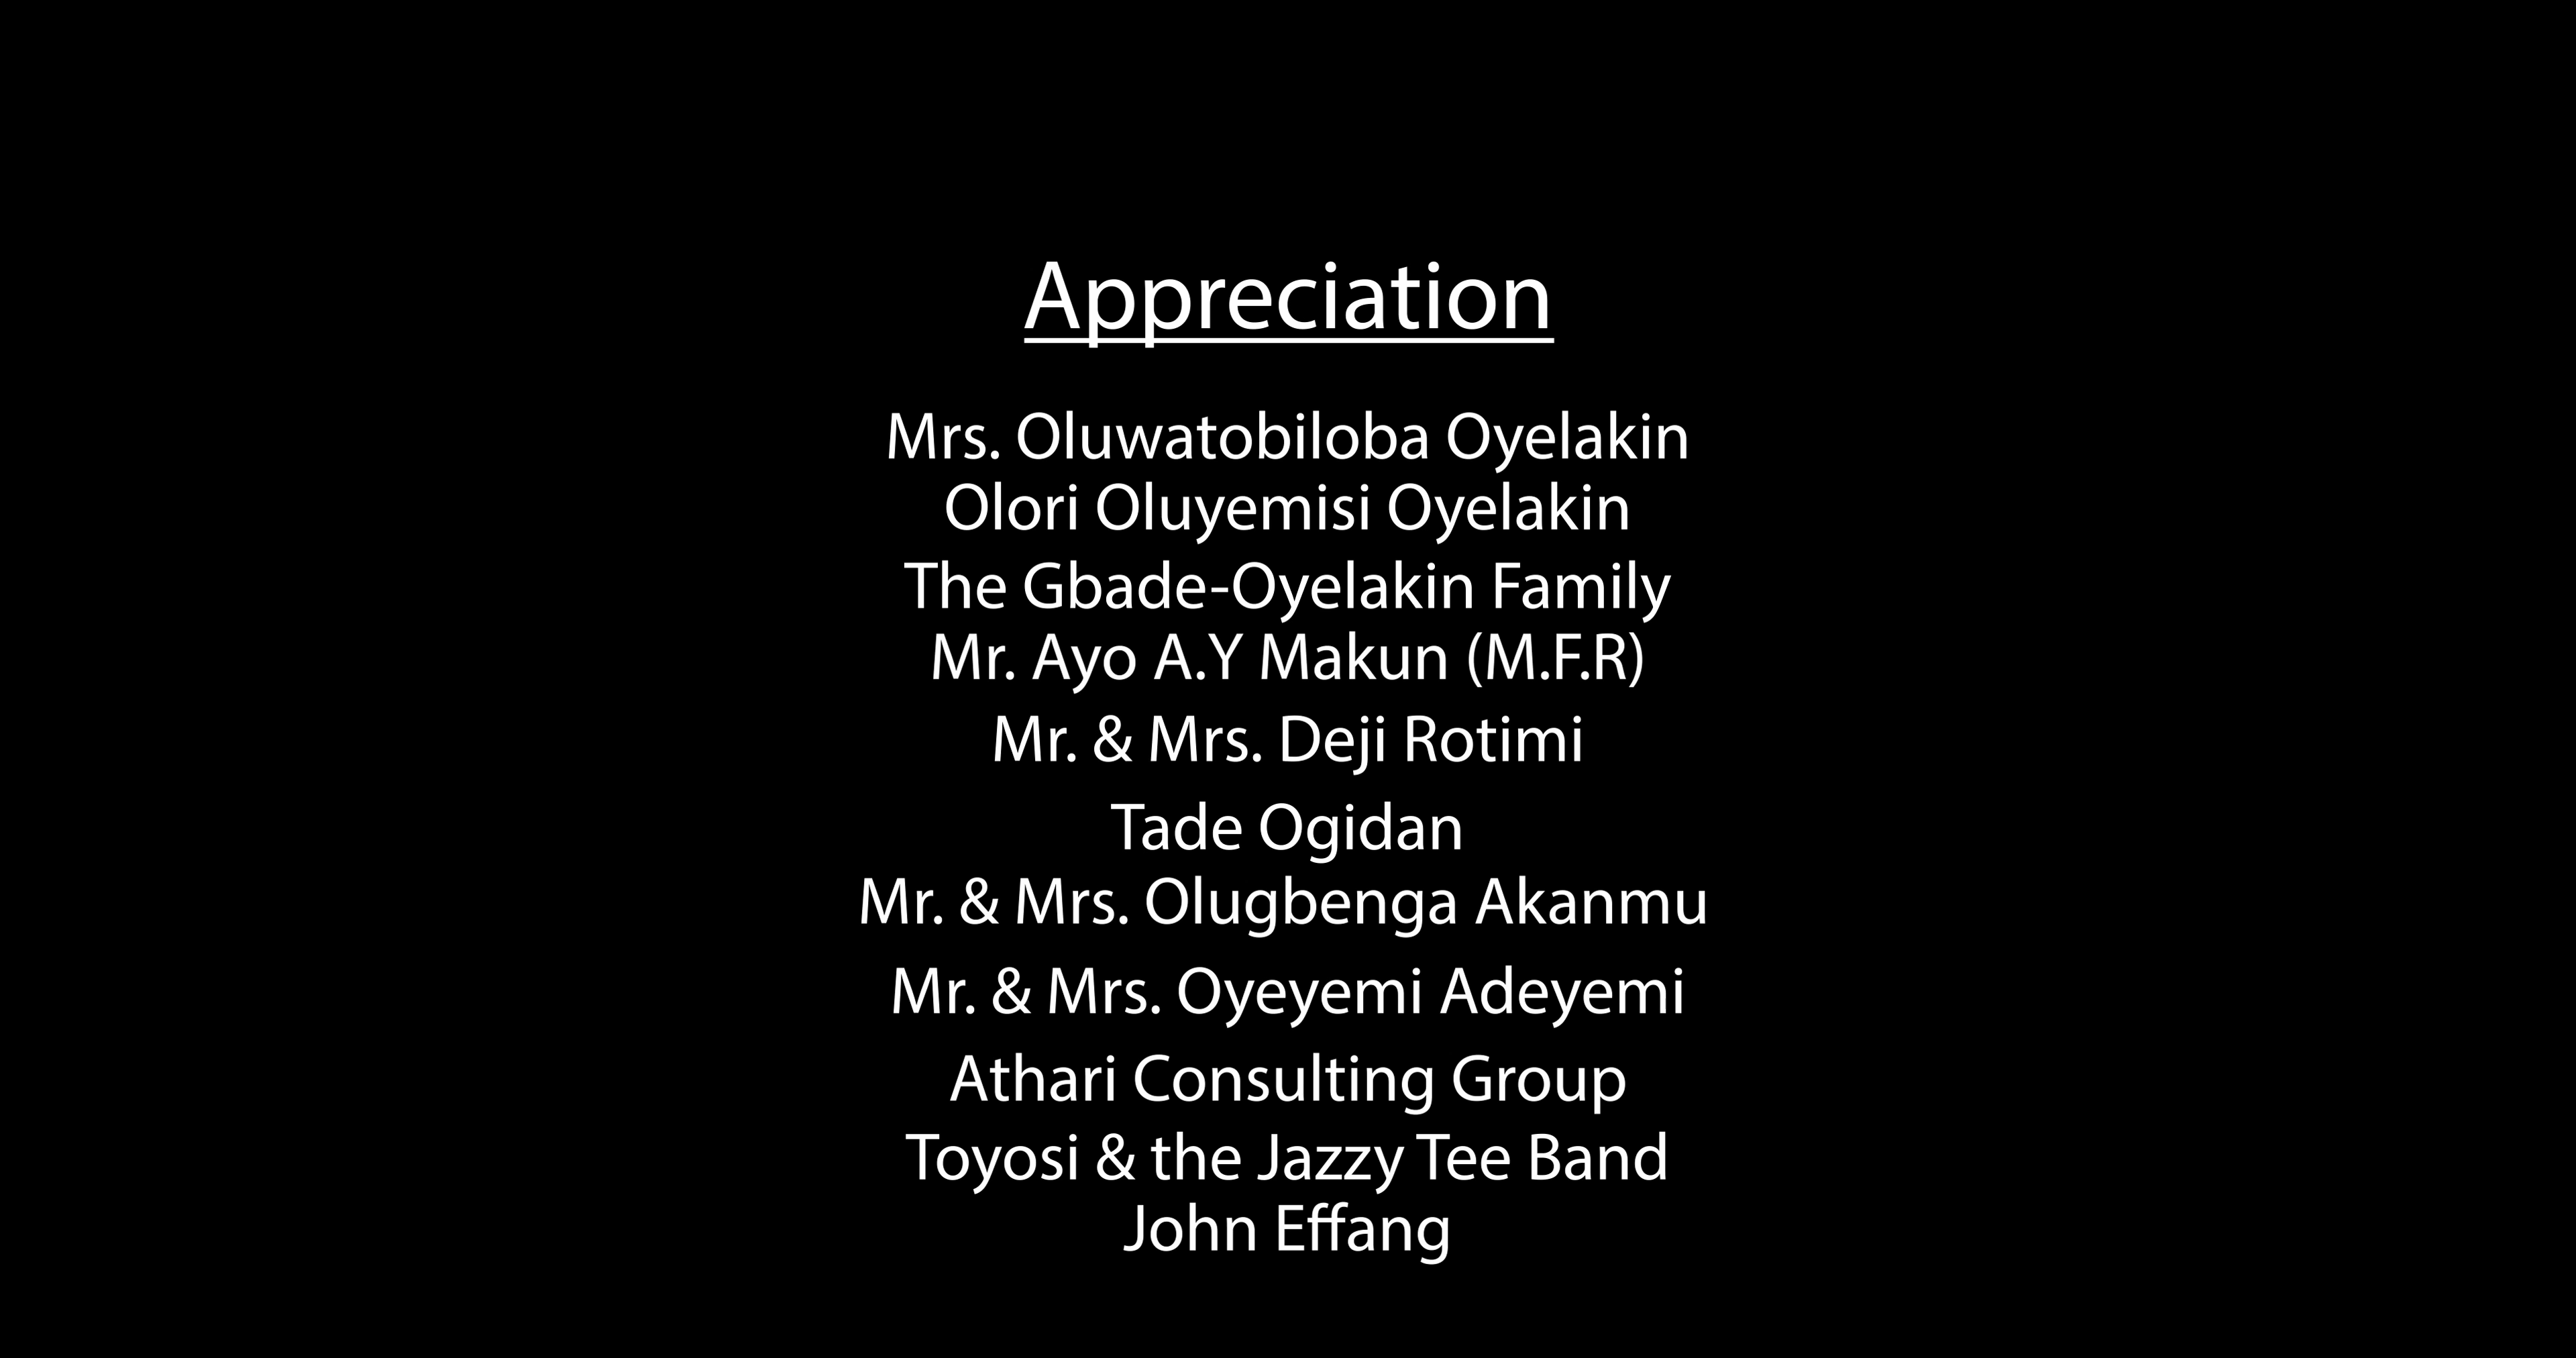 Appreciation
Mrs. Oluwatobiloba Oyelakin
Olori Oluyemisi Oyelakin
The Gbade-Oyelakin Family
Mr. Ayo A.Y Makun (M.F.R)
Mr. & Mrs. Deji Rotimi
Tade Ogidan
Mr. & Mrs. Olugbenga Akanmu
Mr. & Mrs. Oyeyemi Adeyemi
Athari Consulting Group
Toyosi & the Jazzy Tee Band
John Effang